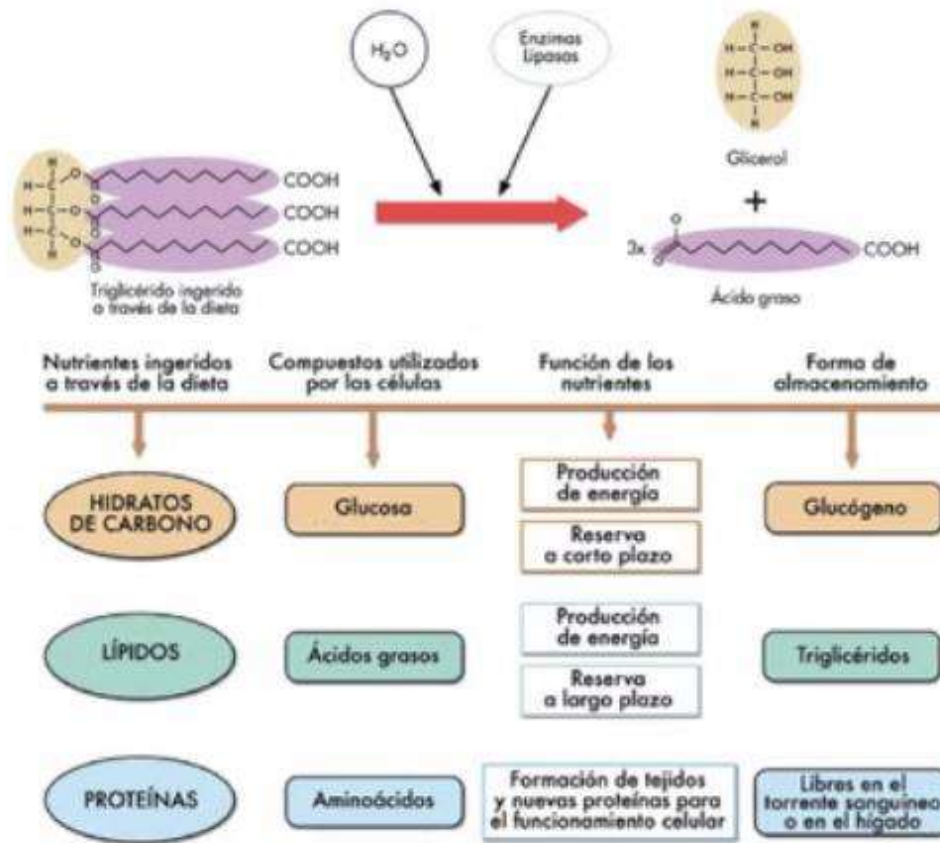 H₂O
Enzimas
Lipasas
H
H-C-OH
H-C-OH
H-C-OH
H
Glicerol
+
COOH
COOH
COOH
Triglicérido ingerido
a través de la dieta
3x
COOH
Ácido graso
Nutrientes ingeridos
a través de la dieta
Compuestos utilizados
por las células
Función de los
nutrientes
Forma de
almacenamiento
HIDRATOS
DE CARBONO
Glucosa
Producción
de energía
Reserva
a corto plazo
Glucógeno
LÍPIDOS
Ácidos grasos
Producción
de energía
Reserva
a largo plazo
Triglicéridos
PROTEÍNAS
Aminoácidos
Formación de tejidos
y nuevas proteínas para
el funcionamiento celular
Libres en el
torrente sanguíneo
o en el hígado